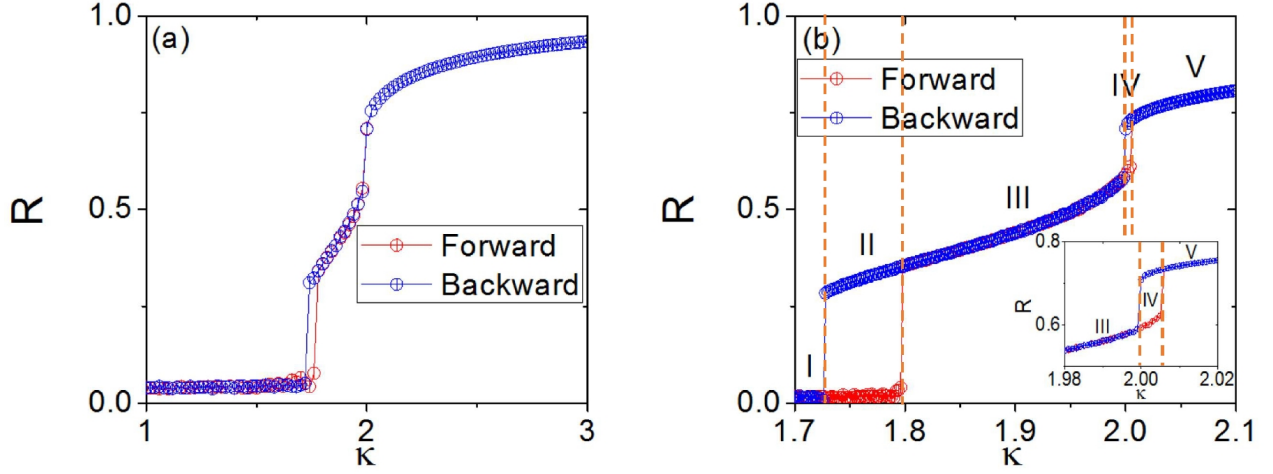 (a)
1.0
0.5
0.0
R
Forward
Backward
1
2
3
κ
(b)
1.0
0.5
0.0
R
Forward
Backward
I
II
III
IV
V
1.7
1.8
1.9
2.0
2.1
κ
0.8
0.6
R
III
IV
V
1.98
2.00
2.02
κ